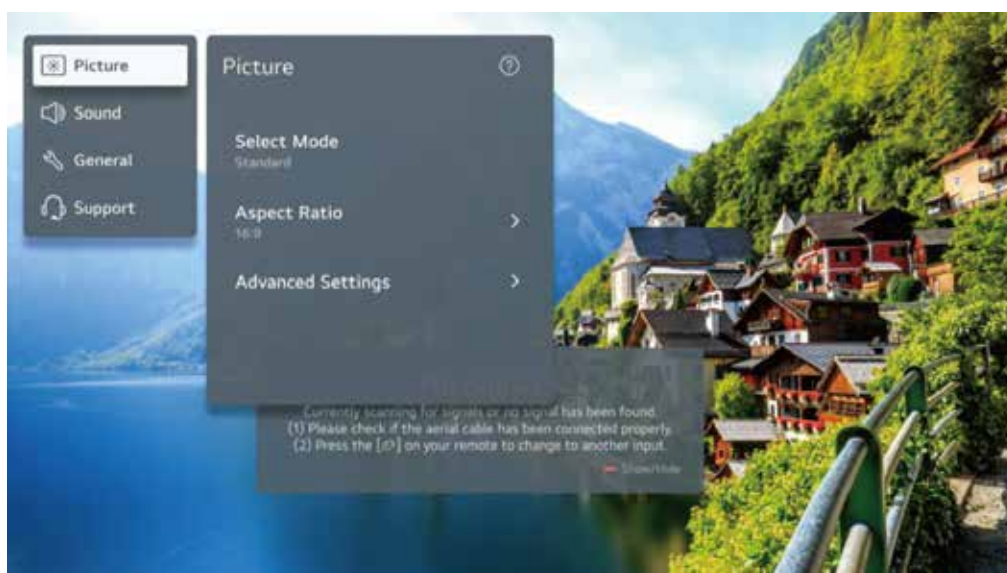 Picture
Sound
General
Support
Picture
Select Mode
Standard
Aspect Ratio
16:9
Advanced Settings
Currently scanning for signals or no signal has been found.
(1) Please check if the aerial cable has been connected properly.
(2) Press the [ ] on your remote to change to another input.
Show/Hide